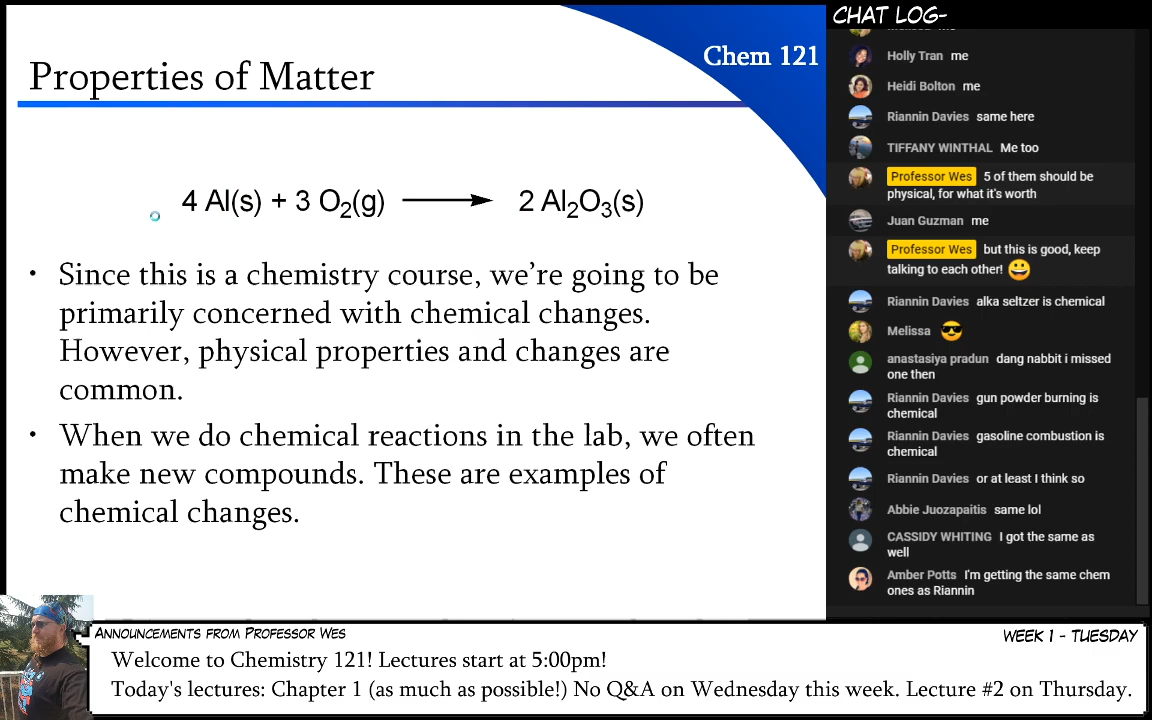 Chem 121
Properties of Matter
4 Al(s) + 3 O2(g) ⟶ 2 Al2O3(s)
• Since this is a chemistry course, we're going to be
primarily concerned with chemical changes.
However, physical properties and changes are
common.
• When we do chemical reactions in the lab, we often
make new compounds. These are examples of
chemical changes.
CHAT LOG-
Holly Tran me
Heidi Bolton me
Riannin Davies same here
TIFFANY WINTHAL Me too
Professor Wes 5 of them should be
physical, for what it's worth
Juan Guzman me
Professor Wes but this is good, keep
talking to each other! 😀
Riannin Davies alka seltzer is chemical
Melissa 😎
anastasiya pradun dang nabbit i missed
one then
Riannin Davies gun powder burning is
chemical
Riannin Davies gasoline combustion is
chemical
Riannin Davies or at least I think so
Abbie Juozapaitis same lol
CASSIDY WHITING I got the same as
well
Amber Potts I'm getting the same chem
ones as Riannin
ANNOUNCEMENTS FROM PROFESSOR WES
WEEK 1 - TUESDAY
Welcome to Chemistry 121! Lectures start at 5:00pm!
Today's lectures: Chapter 1 (as much as possible!) No Q&A on Wednesday this week. Lecture #2 on Thursday.